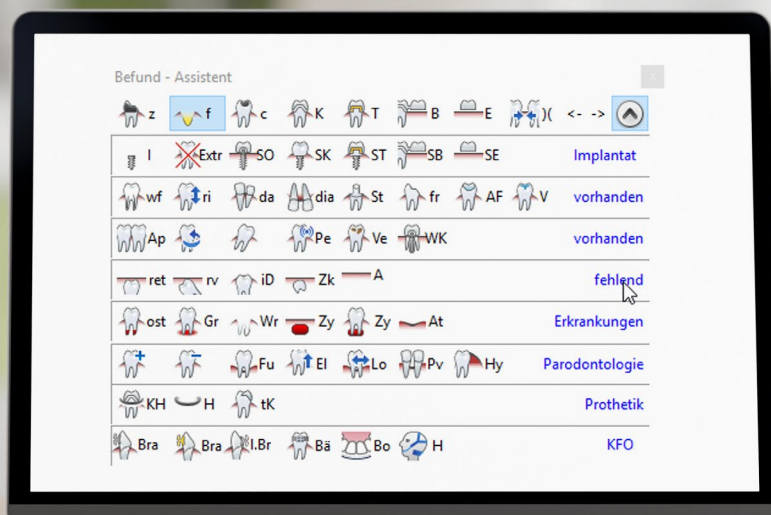 Befund - Assistent
x
z f c K T B E )( <- ->
I Extr SO SK ST SB SE Implantat
wf ri da dia St fr AF V vorhanden
Ap Pe Ve WK vorhanden
ret rv iD Zk A fehlend
ost Gr Wr Zy Zy At Erkrankungen
Fu El Lo Pv Hy Parodontologie
KH H tK Prothetik
Bra Bra I.Br Bä Bo H KFO